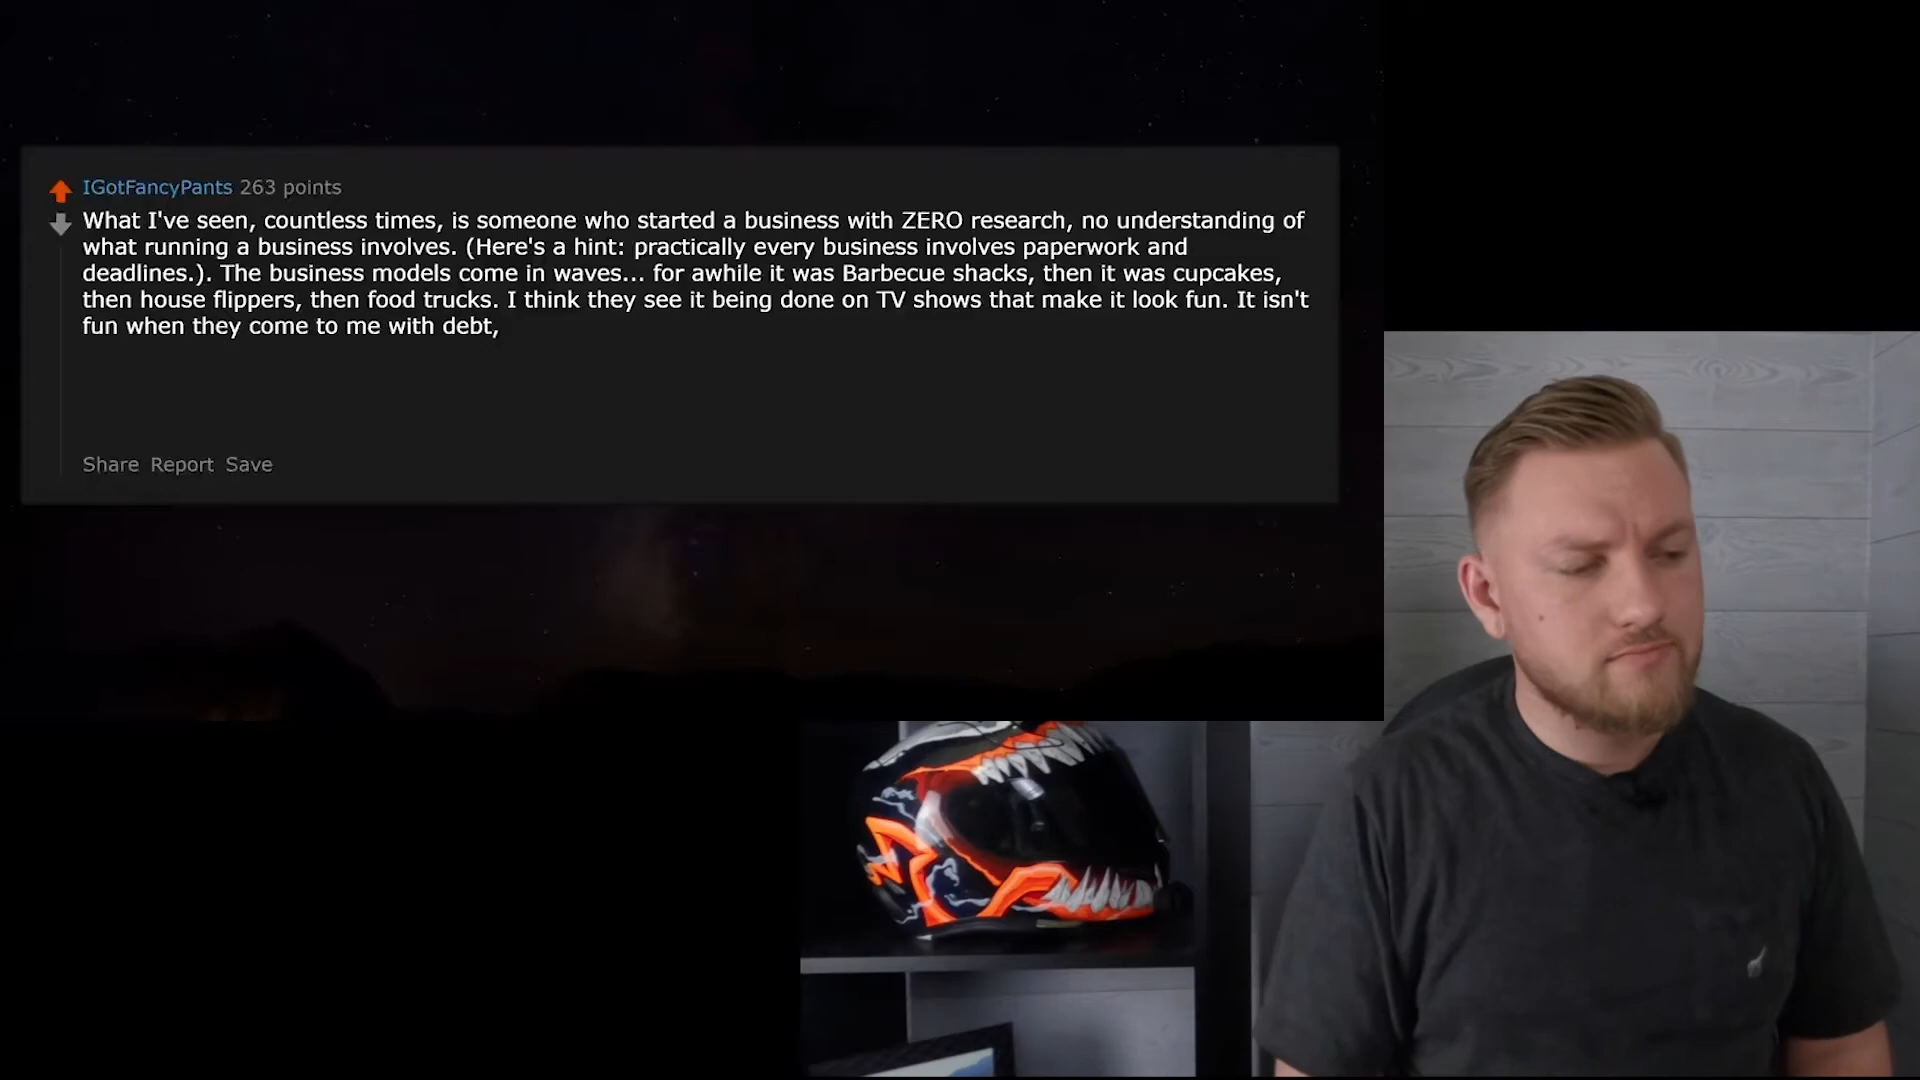 IGotFancyPants 263 points
What I've seen, countless times, is someone who started a business with ZERO research, no understanding of
what running a business involves. (Here's a hint: practically every business involves paperwork and
deadlines.). The business models come in waves... for awhile it was Barbecue shacks, then it was cupcakes,
then house flippers, then food trucks. I think they see it being done on TV shows that make it look fun. It isn't
fun when they come to me with debt,
Share Report Save